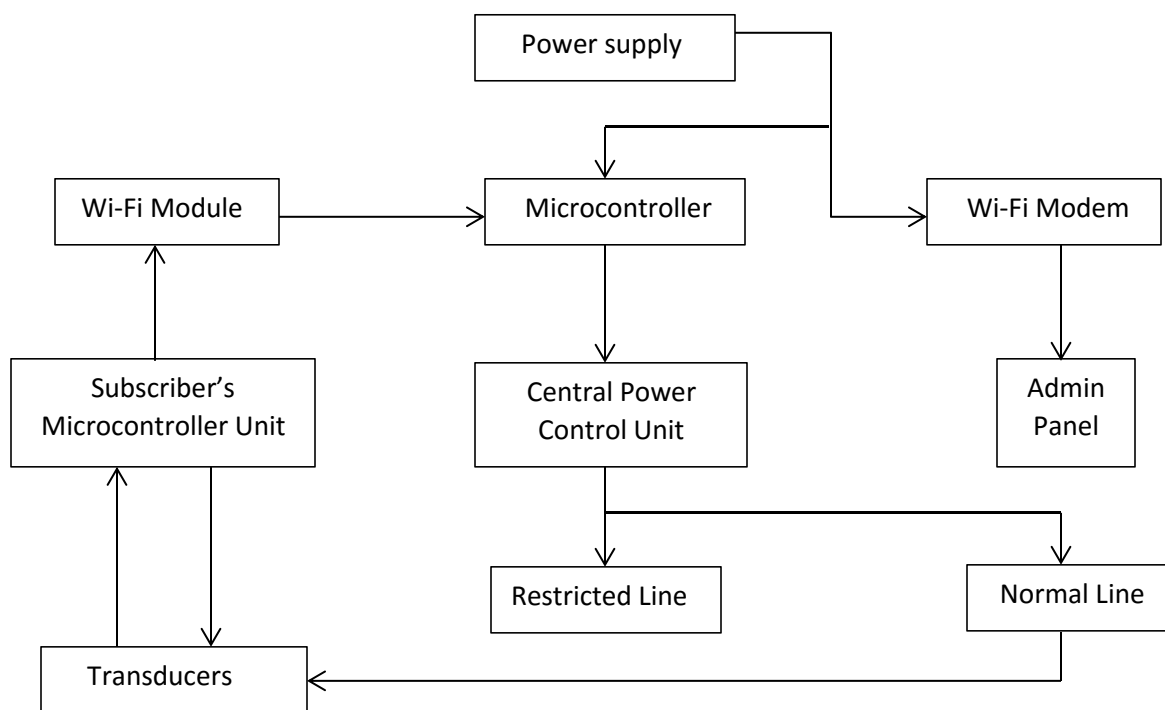 Power supply
Wi-Fi Module
Microcontroller
Wi-Fi Modem
Subscriber’s
Microcontroller Unit
Central Power
Control Unit
Admin
Panel
Restricted Line
Normal Line
Transducers